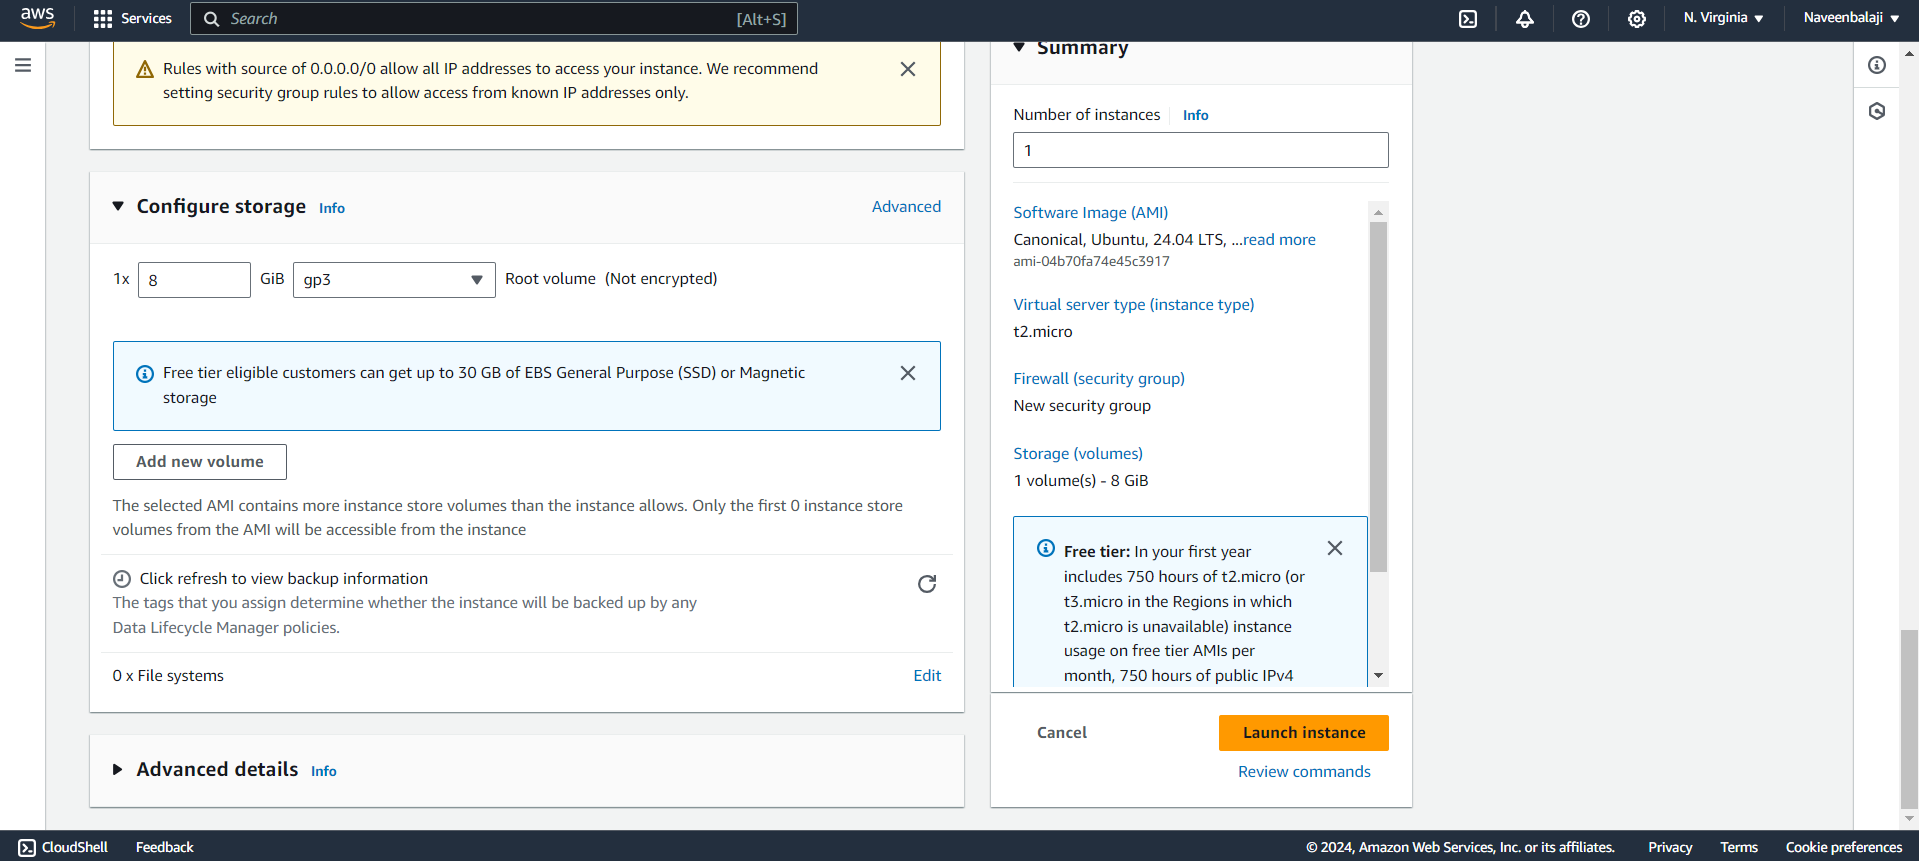 aws
Services
Search
[Alt+S]
N. Virginia
Naveenbalaji
Rules with source of 0.0.0.0/0 allow all IP addresses to access your instance. We recommend
setting security group rules to allow access from known IP addresses only.
Configure storage
Info
Advanced
1x
8
GiB
gp3
Root volume (Not encrypted)
Free tier eligible customers can get up to 30 GB of EBS General Purpose (SSD) or Magnetic
storage
Add new volume
The selected AMI contains more instance store volumes than the instance allows. Only the first 0 instance store
volumes from the AMI will be accessible from the instance
Click refresh to view backup information
The tags that you assign determine whether the instance will be backed up by any
Data Lifecycle Manager policies.
0 x File systems
Edit
Advanced details
Info
Summary
Number of instances
Info
1
Software Image (AMI)
Canonical, Ubuntu, 24.04 LTS, ...read more
ami-04b70fa74e45c3917
Virtual server type (instance type)
t2.micro
Firewall (security group)
New security group
Storage (volumes)
1 volume(s) - 8 GiB
Free tier: In your first year
includes 750 hours of t2.micro (or
t3.micro in the Regions in which
t2.micro is unavailable) instance
usage on free tier AMIs per
month, 750 hours of public IPv4
Cancel
Launch instance
Review commands
CloudShell
Feedback
© 2024, Amazon Web Services, Inc. or its affiliates.
Privacy
Terms
Cookie preferences